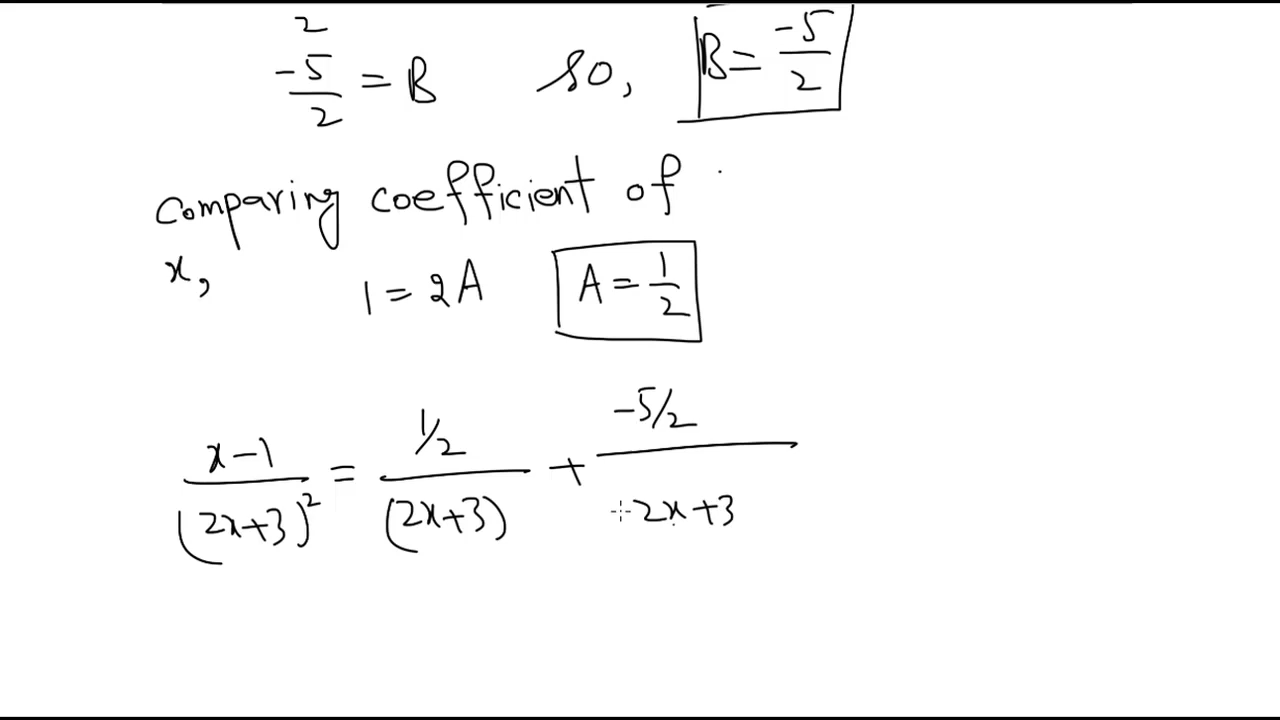 2
-5/2 = B so, B = -5/2
Comparing coefficient of
x, 1 = 2A A = 1/2
x-1/(2x+3)² = 1/2/(2x+3) + -5/2/2x+3